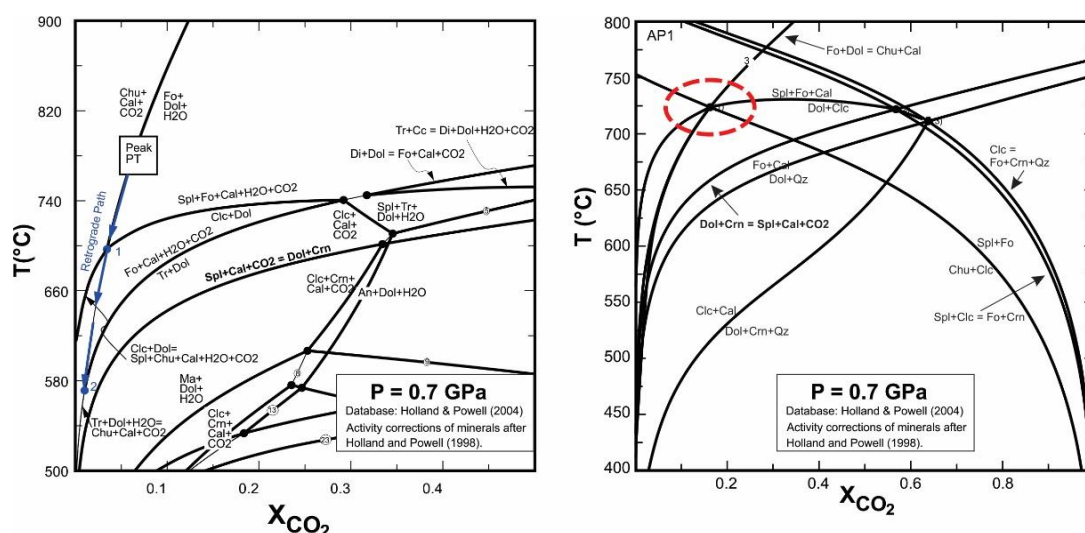 900
820
740
660
580
500
T(°C)
Chu+
Cal+
CO2
Fo+
Dol+
H2O
Peak
PT
Retrograde Path
1
2
Spl+Fo+Cal+H2O+CO2
Clc+Dol
Fo+Cal+H2O+CO2
Tr+Dol
Spl+Cal+CO2 = Dol+Crn
Tr+Cc = Di+Dol+H2O+CO2
Di+Dol = Fo+Cal+CO2
Clc+
Cal+
CO2
Spl+Tr+
Dol+H2O
Clc+Crn+
Cal+CO2
An+Dol+H2O
Clc+Dol=
Spl+Chu+Cal+H2O+CO2
Ma+
Dol+
H2O
Tr+Dol+H2O=
Chu+Cal+CO2
Clc+
Crn+
Cal+
CO2
9
13
23
P = 0.7 GPa
Database: Holland & Powell (2004)
Activity corrections of minerals after
Holland and Powell (1998).
0.1
0.2
0.3
0.4
XCO2
800
750
700
650
600
550
500
400
T (°C)
AP1
3
Fo+Dol = Chu+Cal
Spl+Fo+Cal
Dol+Clc
Fo+Cal
Dol+Qz
Dol+Crn = Spl+Cal+CO2
Clc =
Fo+Crn+Qz
Spl+Fo
Chu+Clc
Spl+Clc = Fo+Crn
Clc+Cal
Dol+Crn+Qz
P = 0.7 GPa
Database: Holland & Powell (2004)
Activity corrections of minerals after
Holland and Powell (1998).
0.2
0.4
0.6
0.8
XCO2